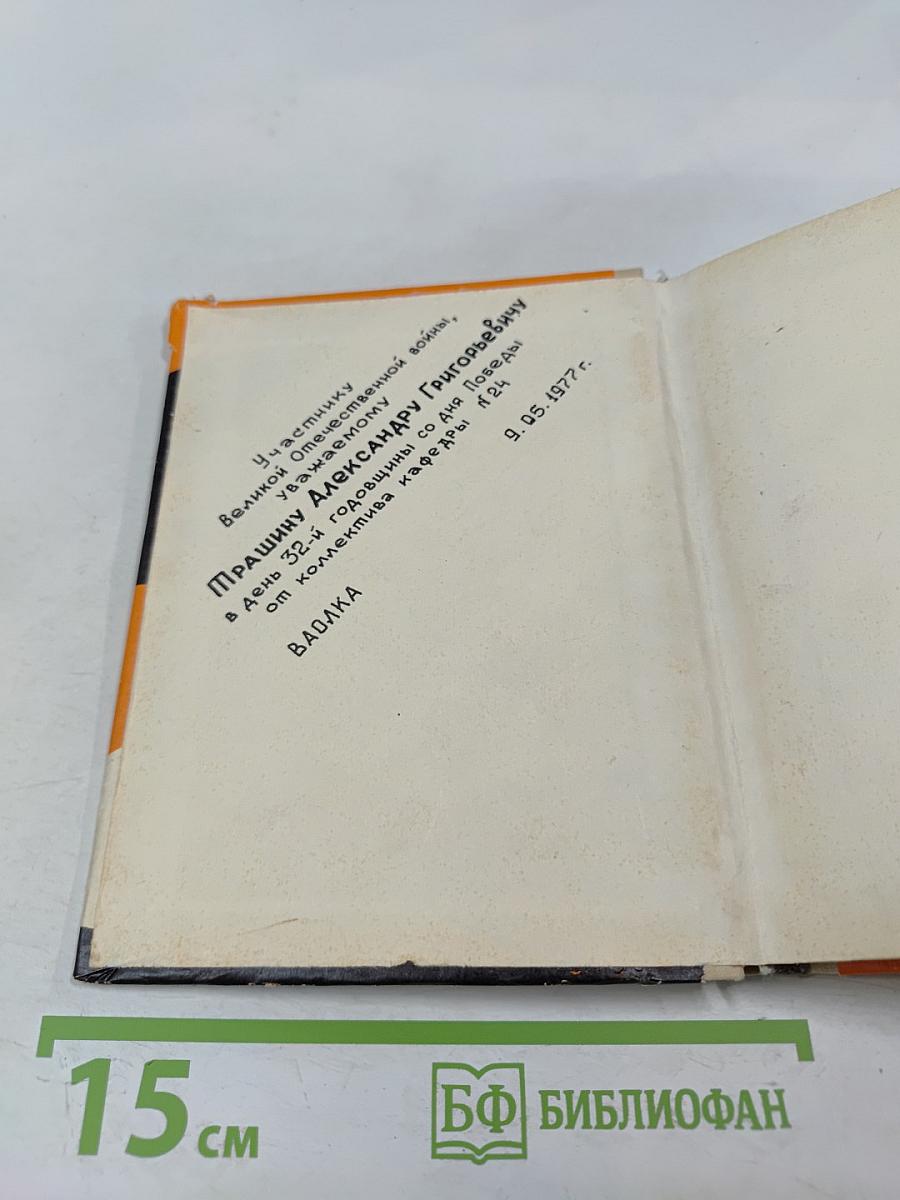 Участнику
Великой Отечественной войны,
уважаемому
Трашину Александру Григорьевичу
в день 32-й годовщины со дня Победы
от коллектива кафедры №24
9.05.1977 г.
ВАОЛКА
15 см
БФ БИБЛИОФАН